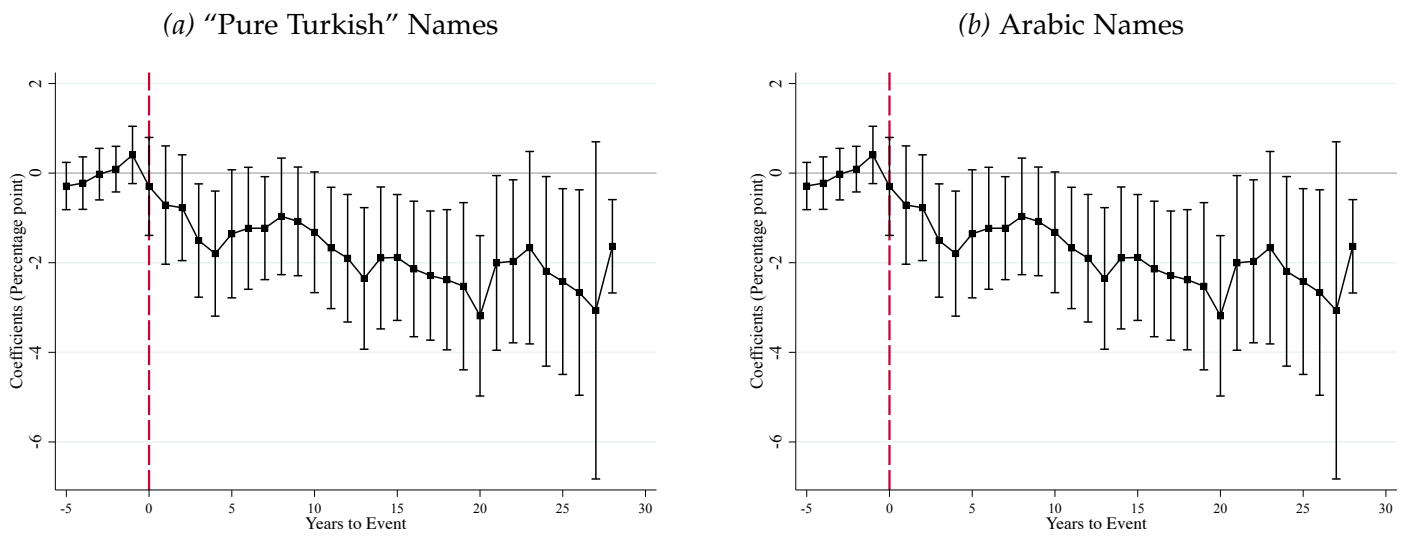 (a) “Pure Turkish” Names
Coefficients (Percentage point)
2
0
-2
-4
-6
-5 0 5 10 15 20 25 30
Years to Event
(b) Arabic Names
Coefficients (Percentage point)
2
0
-2
-4
-6
-5 0 5 10 15 20 25 30
Years to Event